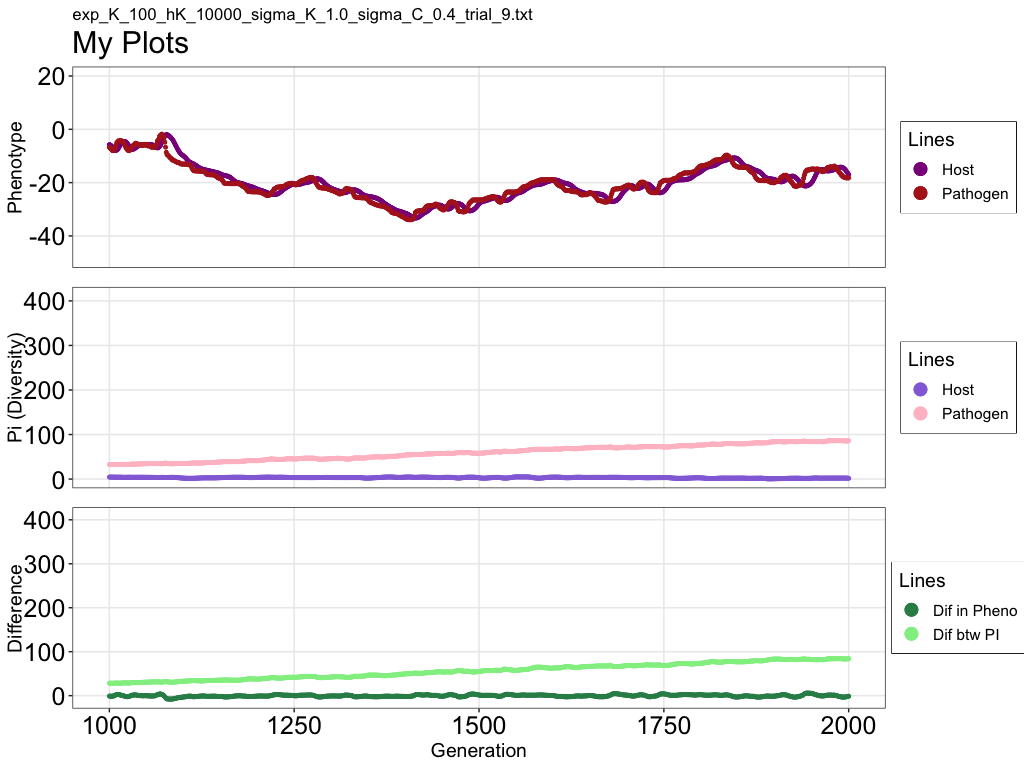 exp_K_100_hK_10000_sigma_K_1.0_sigma_C_0.4_trial_9.txt
My Plots
Phenotype
20
0
-20
-40
Lines
Host
Pathogen
Pi (Diversity)
400
300
200
100
0
Lines
Host
Pathogen
Difference
400
300
200
100
0
Lines
Dif in Pheno
Dif btw PI
1000 1250 1500 1750 2000
Generation